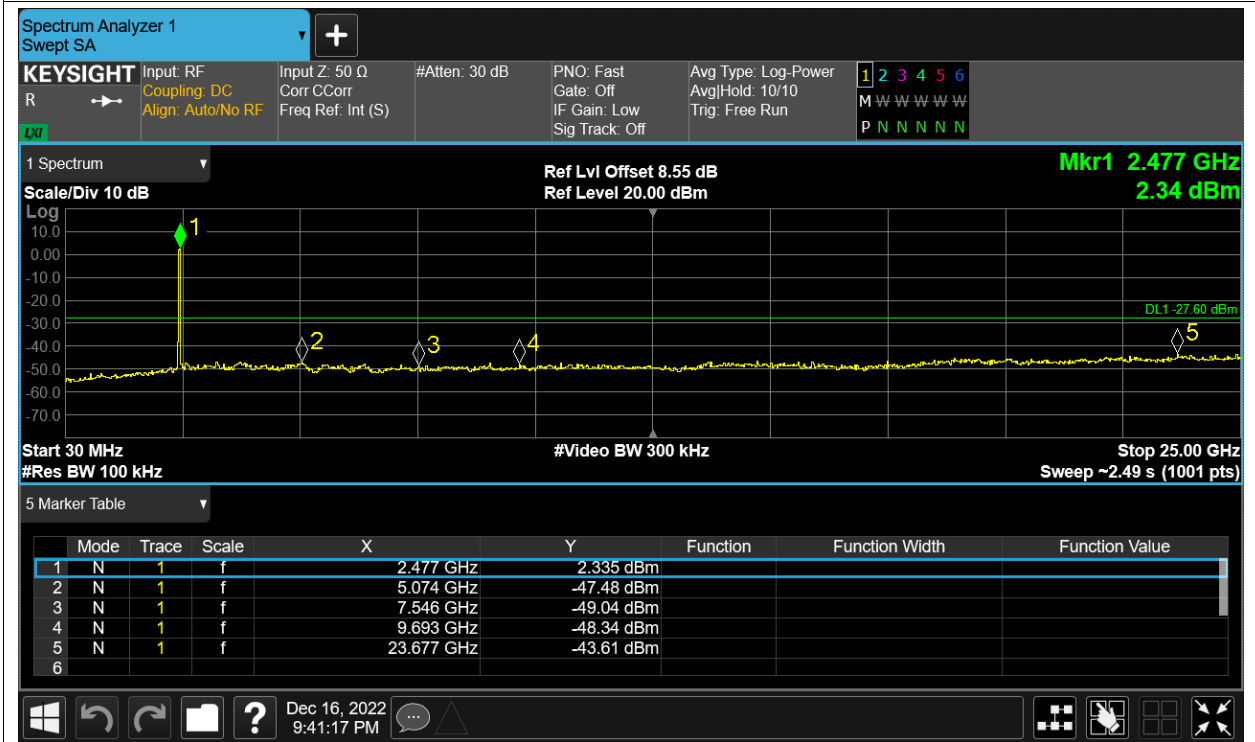 Spectrum Analyzer 1
Swept SA
+
KEYSIGHT
R
LXI
Input: RF
Coupling: DC
Align: Auto/No RF
Input Z: 50 Ω
Corr CCorr
Freq Ref: Int (S)
#Atten: 30 dB
PNO: Fast
Gate: Off
IF Gain: Low
Sig Track: Off
Avg Type: Log-Power
Avg|Hold: 10/10
Trig: Free Run
1 2 3 4 5 6
M W W W W W
P N N N N N
1 Spectrum
Scale/Div 10 dB
Ref Lvl Offset 8.55 dB
Ref Level 20.00 dBm
Mkr1 2.477 GHz
2.34 dBm
Log
10.0
0.00
-10.0
-20.0
-30.0
-40.0
-50.0
-60.0
-70.0
1
2
3
4
5
DL1 -27.60 dBm
Start 30 MHz
#Res BW 100 kHz
#Video BW 300 kHz
Stop 25.00 GHz
Sweep ~2.49 s (1001 pts)
5 Marker Table
Mode Trace Scale X Y Function Function Width Function Value
1 N 1 f 2.477 GHz 2.335 dBm
2 N 1 f 5.074 GHz -47.48 dBm
3 N 1 f 7.546 GHz -49.04 dBm
4 N 1 f 9.693 GHz -48.34 dBm
5 N 1 f 23.677 GHz -43.61 dBm
6
?
Dec 16, 2022
9:41:17 PM